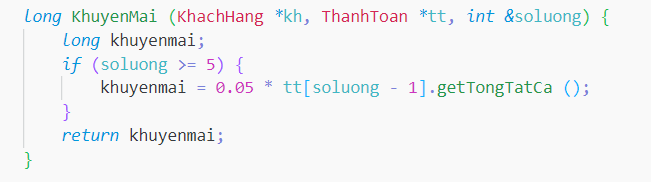 long KhuyenMai (KhachHang *kh, ThanhToan *tt, int &soluong) {
    long khuyenmai;
    if (soluong >= 5) {
        khuyenmai = 0.05 * tt[soluong - 1].getTongTatCa ();
    }
    return khuyenmai;
}